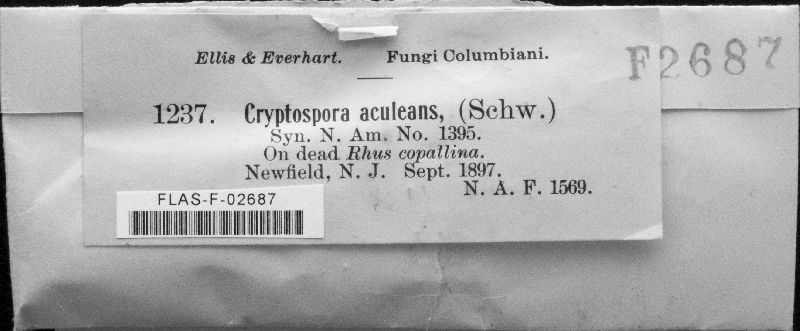 Ellis & Everhart. Fungi Columbiani.
F2687
1237. Cryptospora aculeans, (Schw.)
Syn. N. Am. No. 1395.
On dead Rhus copallina.
Newfield, N. J. Sept. 1897.
N. A. F. 1569.
FLAS-F-02687